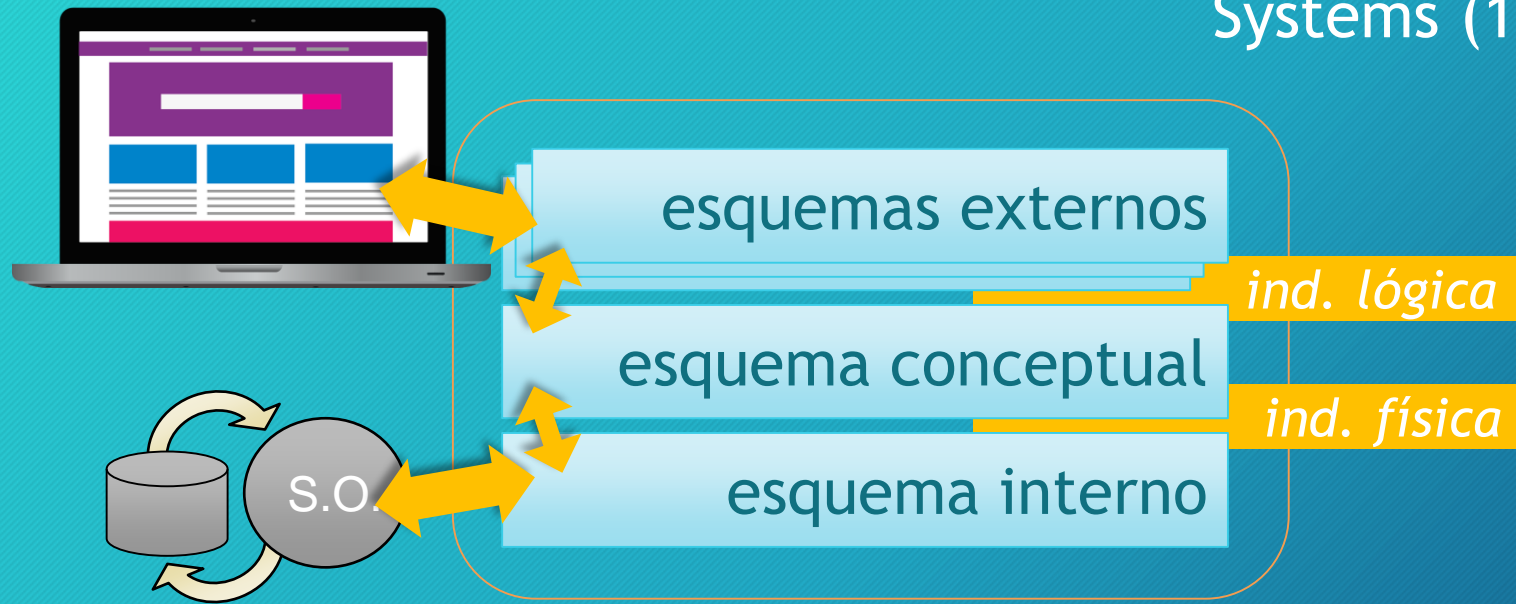 Systems (1
esquemas externos
ind. lógica
esquema conceptual
ind. física
esquema interno
S.O.